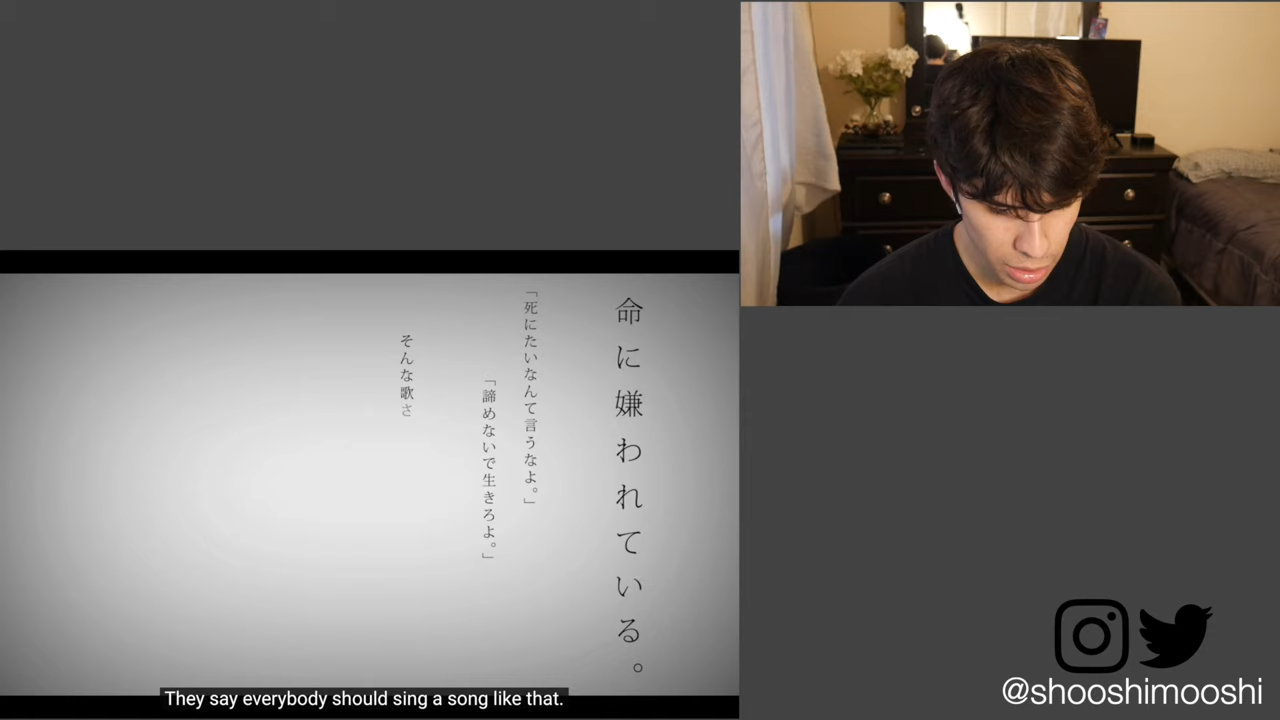 命に嫌われている。
「死にたいなんて言うなよ。」
「諦めないで生きろよ。」
そんな歌さ
They say everybody should sing a song like that.
@shooshimooshi